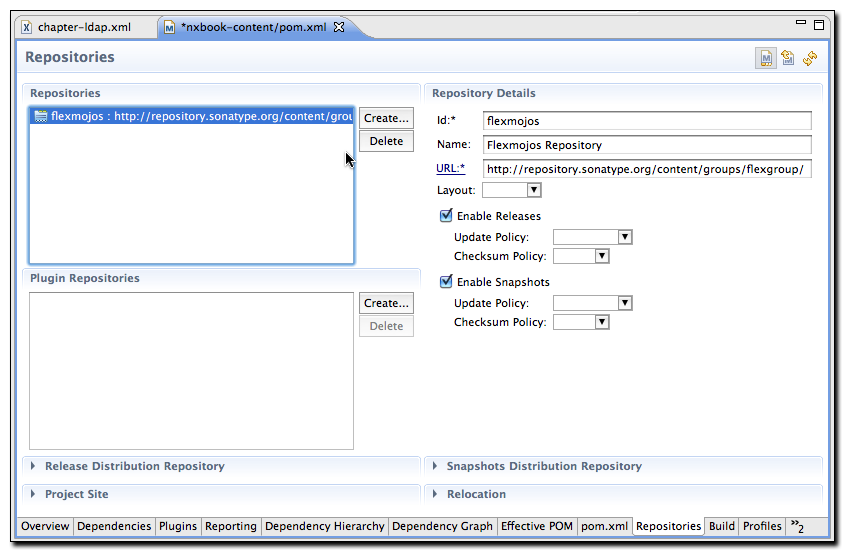 chapter-ldap.xml
*nxbook-content/pom.xml
Repositories
Repositories
flexmojos : http://repository.sonatype.org/content/grou
Create...
Delete
Plugin Repositories
Create...
Delete
Repository Details
Id:* flexmojos
Name: Flexmojos Repository
URL:* http://repository.sonatype.org/content/groups/flexgroup/
Layout:
Enable Releases
Update Policy:
Checksum Policy:
Enable Snapshots
Update Policy:
Checksum Policy:
Release Distribution Repository
Snapshots Distribution Repository
Project Site
Relocation
Overview Dependencies Plugins Reporting Dependency Hierarchy Dependency Graph Effective POM pom.xml Repositories Build Profiles »2